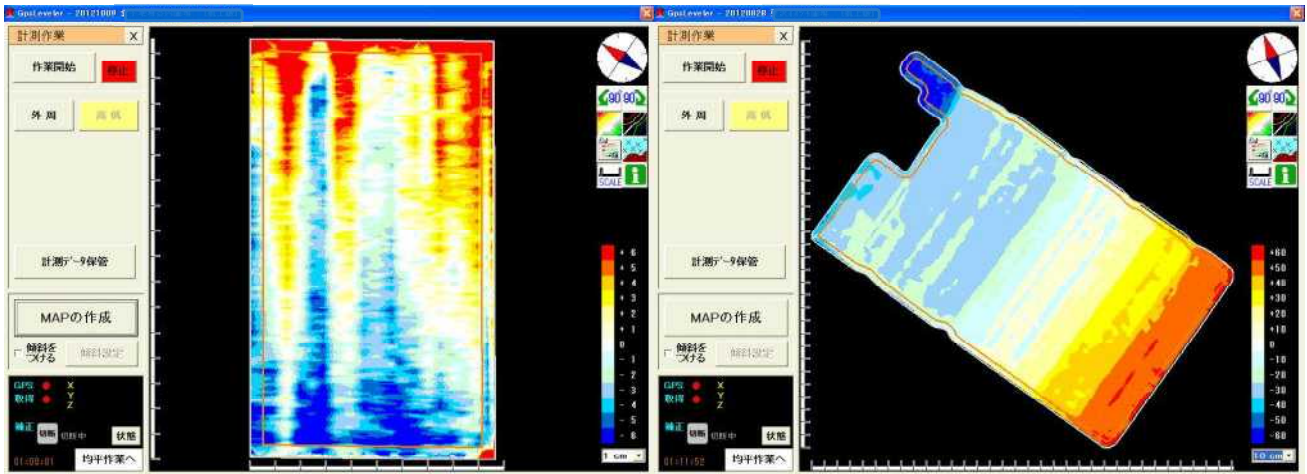 GpsLeveler - 20121009
計測作業 X
作業開始 停止
外周 高低
計測データ保管
MAPの作成
傾斜を
つける 傾斜設定
GPS X
取得 Y
Z
補正 切断 切断中 状態
01:00:01 均平作業へ
90° 90°
SCALE i
+ 6
+ 5
+ 4
+ 3
+ 2
+ 1
0
- 1
- 2
- 3
- 4
- 5
- 6
1 cm
GpsLeveler - 20120828
計測作業 X
作業開始 停止
外周
計測データ保管
MAPの作成
傾斜を
つける 傾斜設定
GPS X
取得 Y
Z
補正 切断 切断中 状態
01:11:52 均平作業へ
90° 90°
SCALE i
+60
+50
+40
+30
+20
+10
0
-10
-20
-30
-40
-50
-60
10 cm